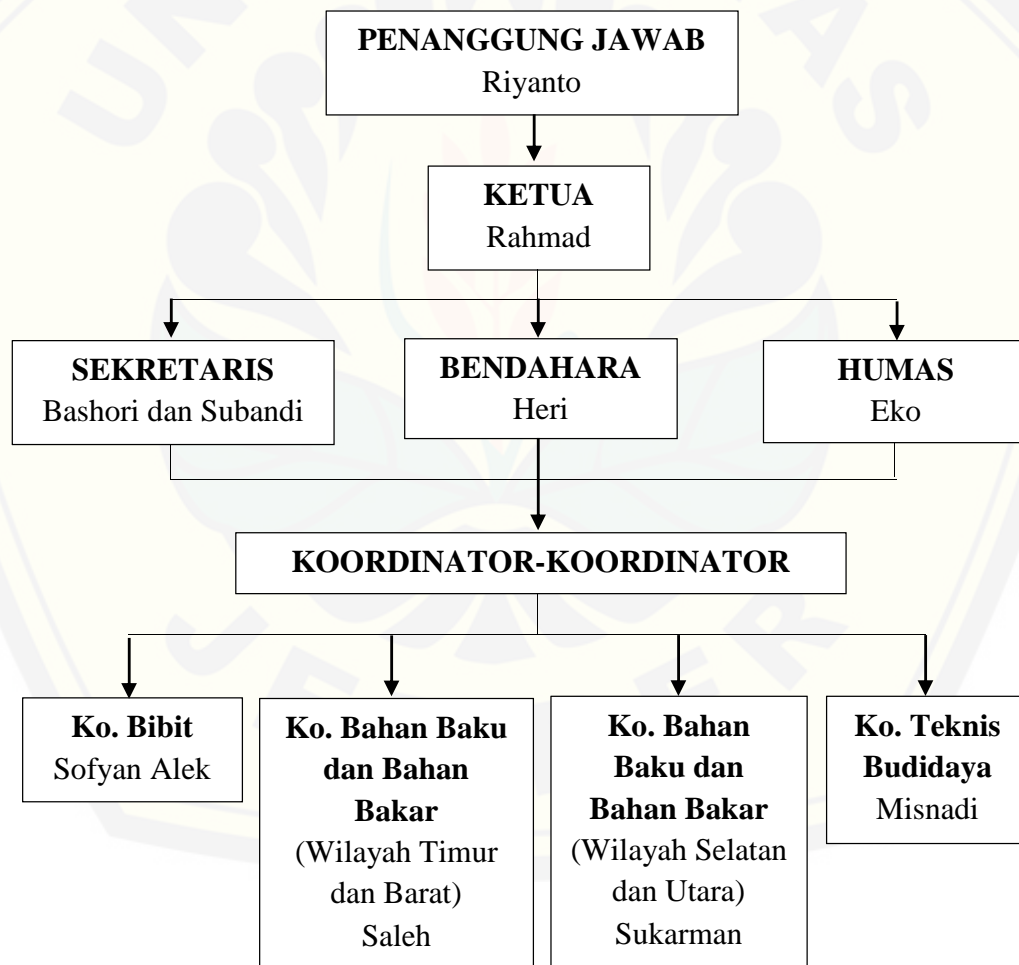 PENANGGUNG JAWAB
Riyanto
KETUA
Rahmad
SEKRETARIS
Bashori dan Subandi
BENDAHARA
Heri
HUMAS
Eko
KOORDINATOR-KOORDINATOR
Ko. Bibit
Sofyan Alek
Ko. Bahan Baku
dan Bahan
Bakar
(Wilayah Timur
dan Barat)
Saleh
Ko. Bahan
Baku dan
Bahan Bakar
(Wilayah Selatan
dan Utara)
Sukarman
Ko. Teknis
Budidaya
Misnadi